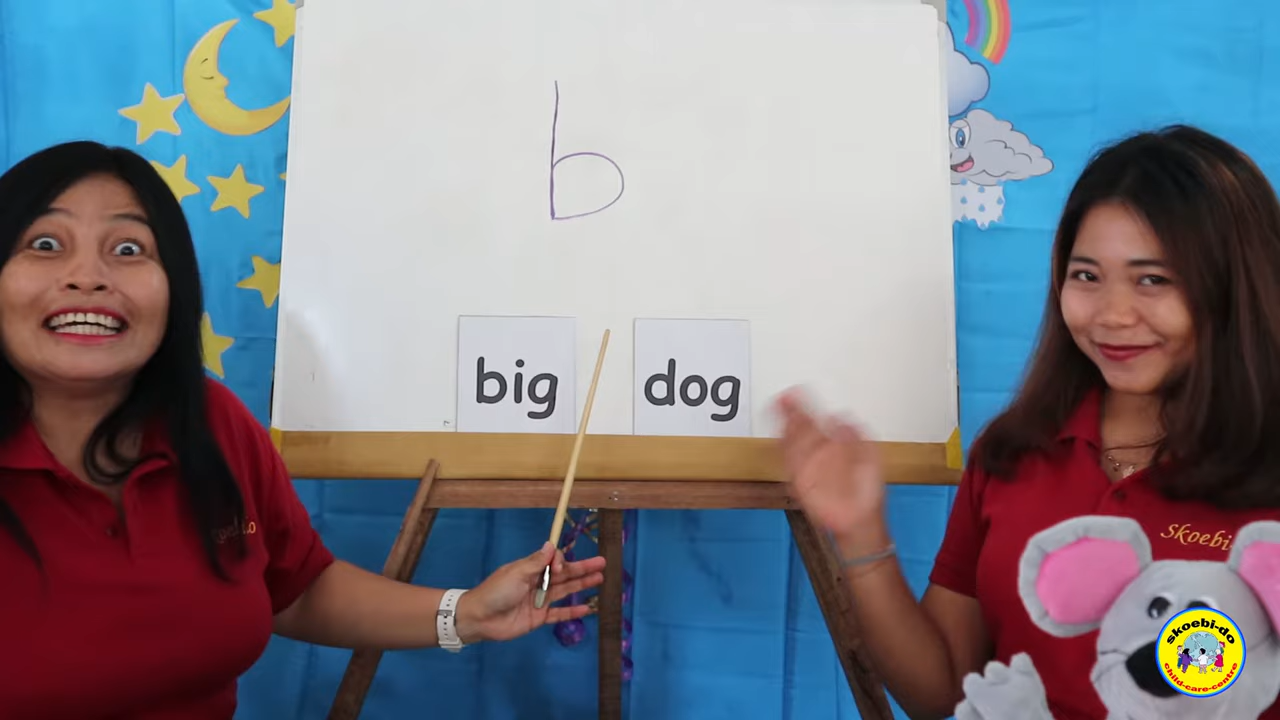 b
big
dog
Skoebi
skoebi-do
child-care-centre